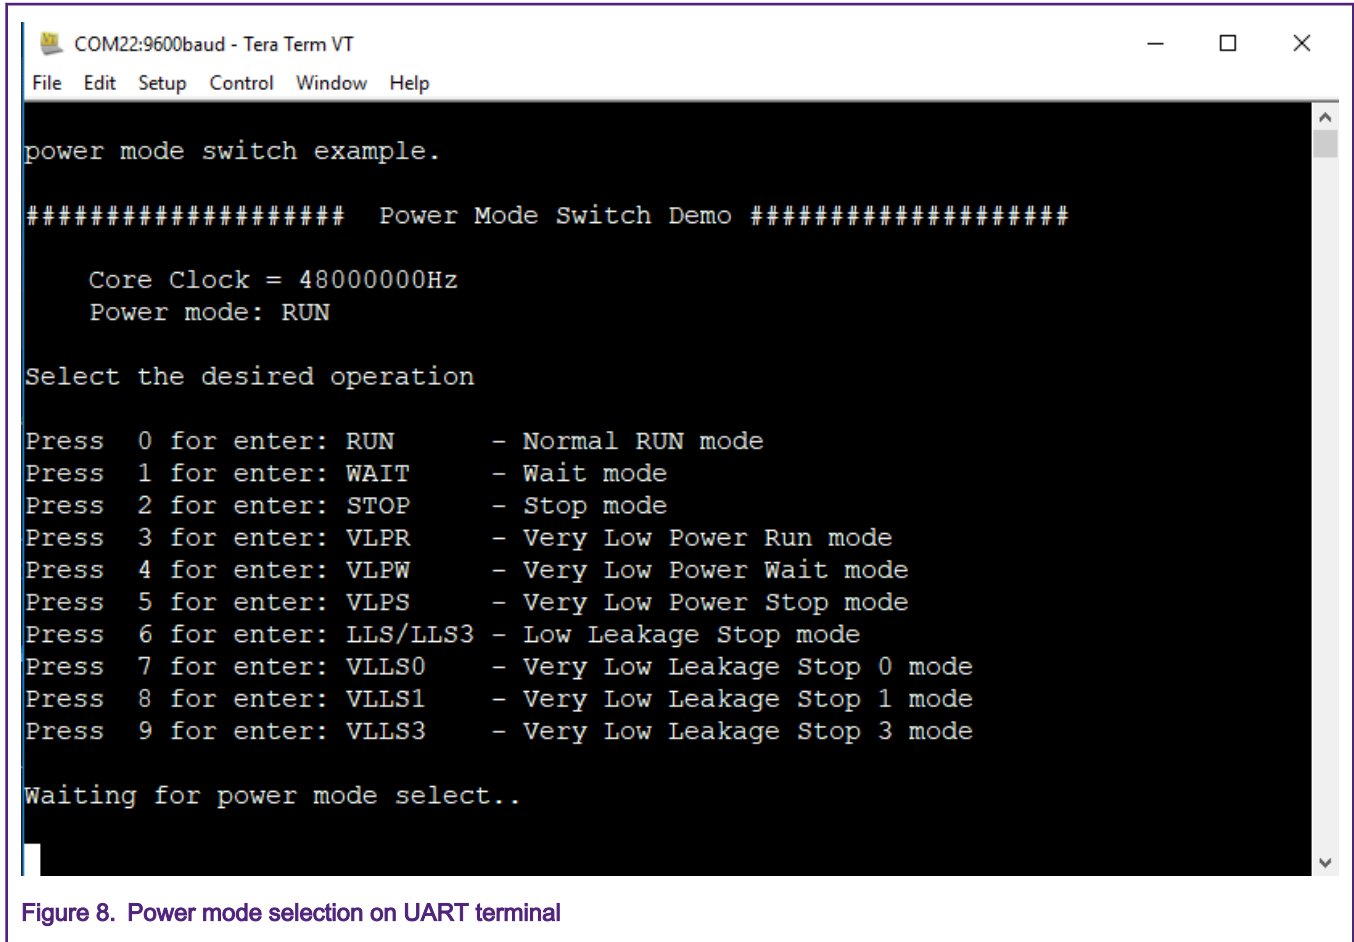 COM22:9600baud - Tera Term VT
File Edit Setup Control Window Help
power mode switch example.
####################  Power Mode Switch Demo ####################
Core Clock = 48000000Hz
Power mode: RUN
Select the desired operation
Press  0 for enter: RUN      - Normal RUN mode
Press  1 for enter: WAIT     - Wait mode
Press  2 for enter: STOP     - Stop mode
Press  3 for enter: VLPR     - Very Low Power Run mode
Press  4 for enter: VLPW     - Very Low Power Wait mode
Press  5 for enter: VLPS     - Very Low Power Stop mode
Press  6 for enter: LLS/LLS3 - Low Leakage Stop mode
Press  7 for enter: VLLS0    - Very Low Leakage Stop 0 mode
Press  8 for enter: VLLS1    - Very Low Leakage Stop 1 mode
Press  9 for enter: VLLS3    - Very Low Leakage Stop 3 mode
Waiting for power mode select..
Figure 8. Power mode selection on UART terminal